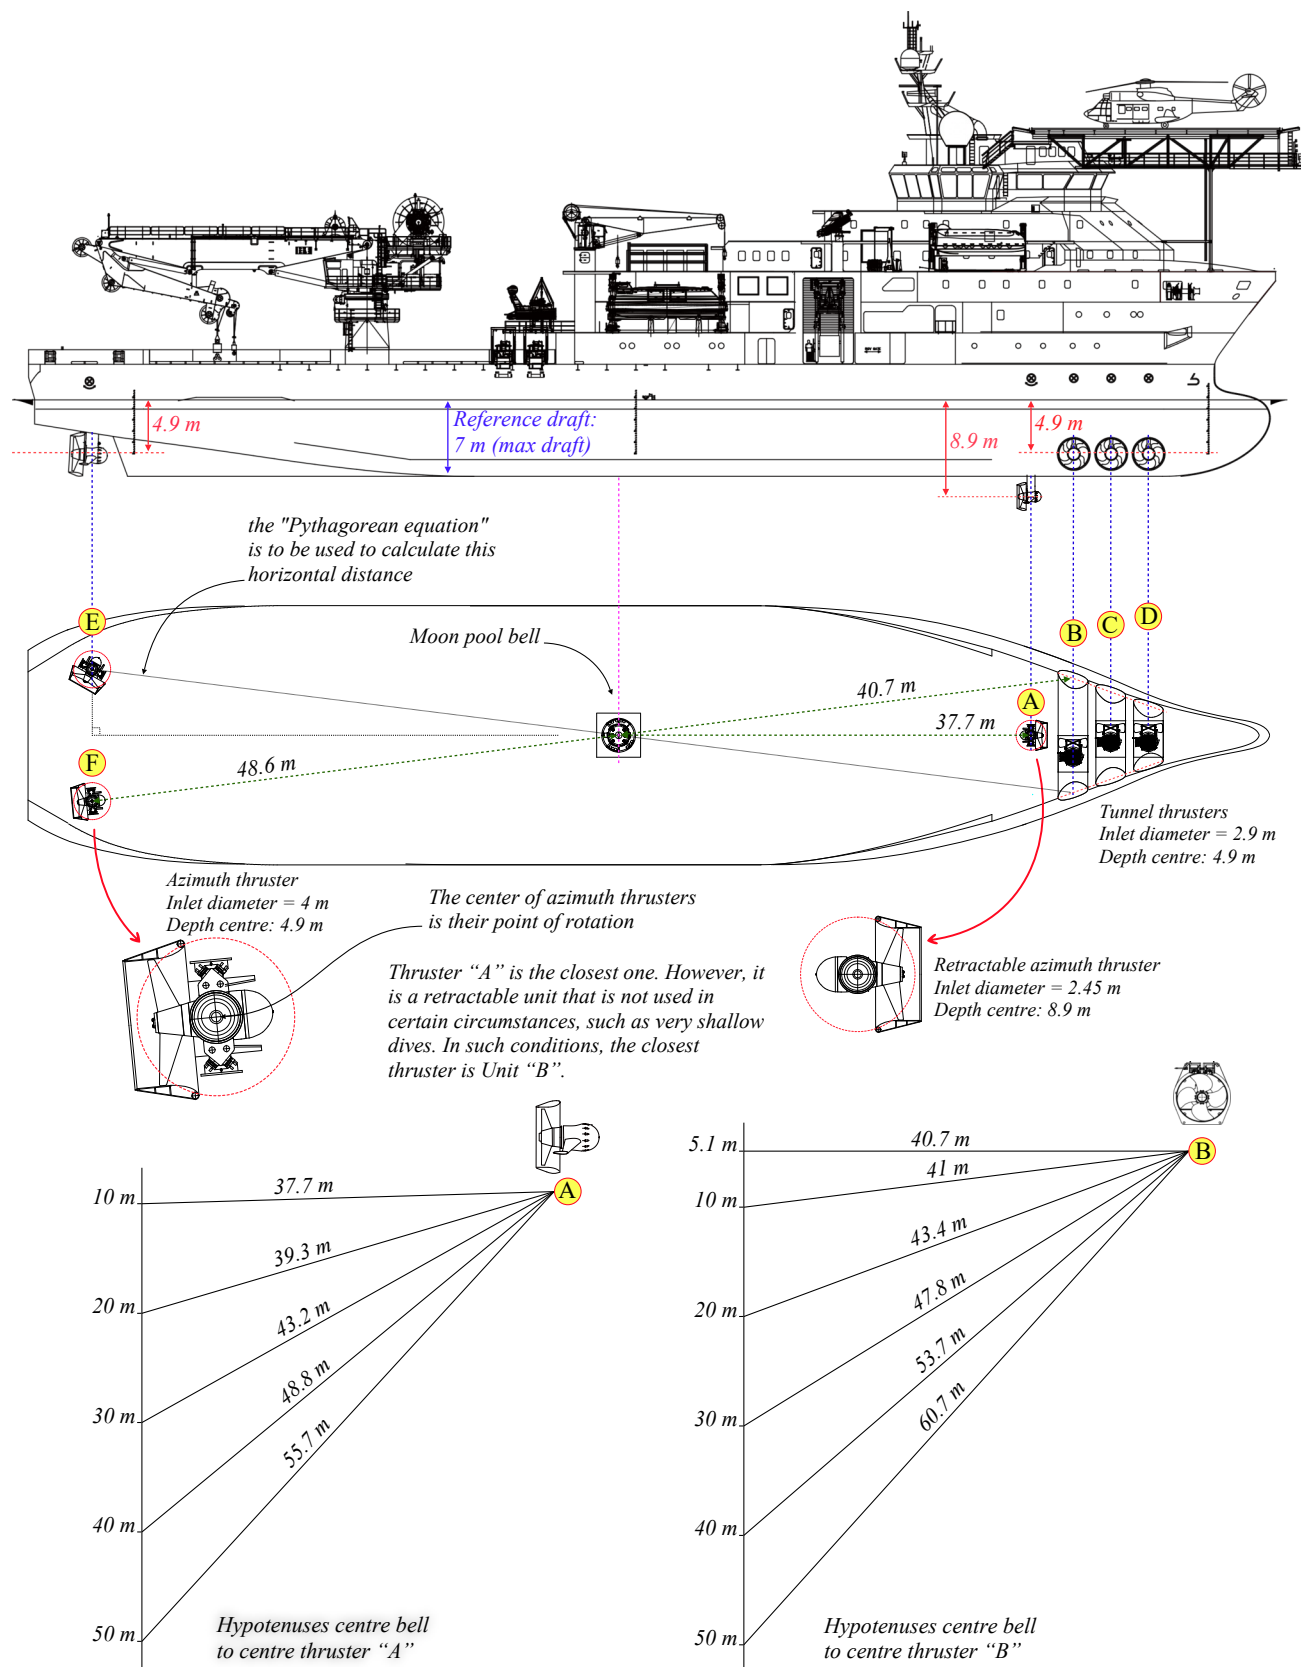 4.9 m
Reference draft:
7 m (max draft)
8.9 m
4.9 m
the "Pythagorean equation"
is to be used to calculate this
horizontal distance
E
Moon pool bell
B
C
D
40.7 m
A
37.7 m
F
48.6 m
Tunnel thrusters
Inlet diameter = 2.9 m
Depth centre: 4.9 m
Azimuth thruster
Inlet diameter = 4 m
Depth centre: 4.9 m
The center of azimuth thrusters
is their point of rotation
Thruster “A” is the closest one. However, it
is a retractable unit that is not used in
certain circumstances, such as very shallow
dives. In such conditions, the closest
thruster is Unit “B”.
Retractable azimuth thruster
Inlet diameter = 2.45 m
Depth centre: 8.9 m
10 m
20 m
30 m
40 m
50 m
37.7 m
39.3 m
43.2 m
48.8 m
55.7 m
A
Hypotenuses centre bell
to centre thruster “A”
5.1 m
10 m
20 m
30 m
40 m
50 m
40.7 m
41 m
43.4 m
47.8 m
53.7 m
60.7 m
B
Hypotenuses centre bell
to centre thruster “B”